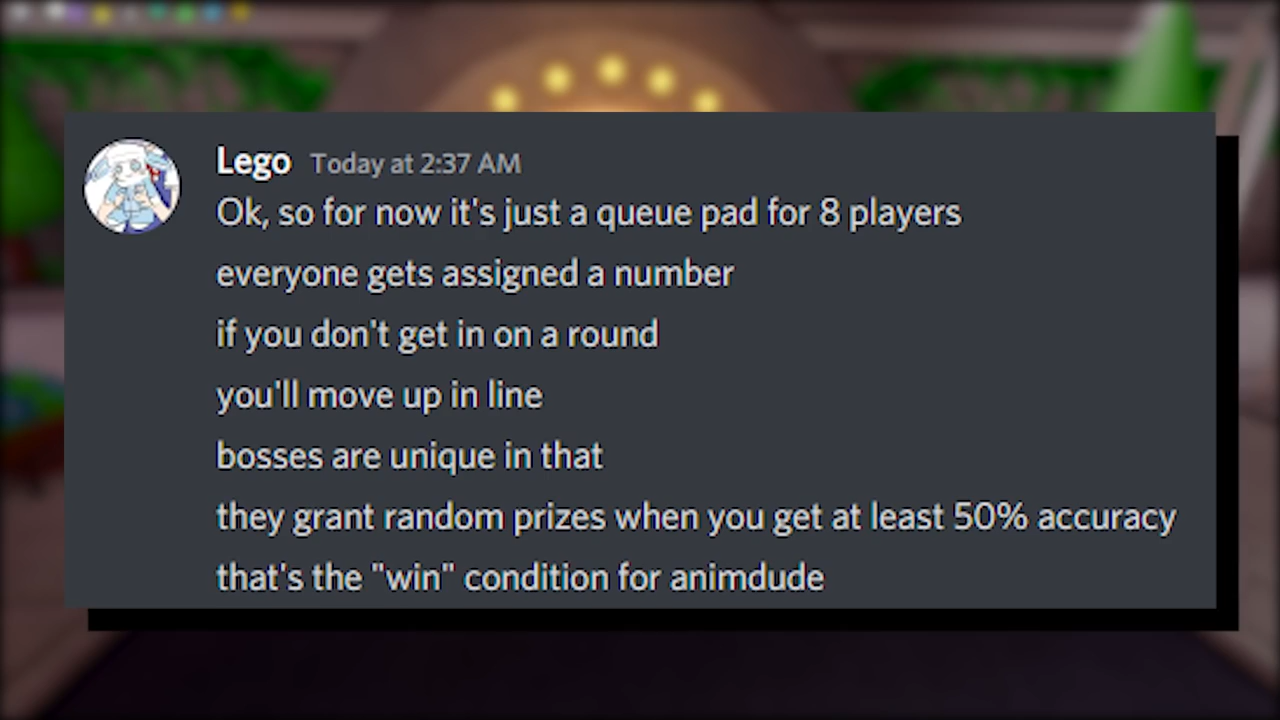 Lego Today at 2:37 AM
Ok, so for now it's just a queue pad for 8 players
everyone gets assigned a number
if you don't get in on a round
you'll move up in line
bosses are unique in that
they grant random prizes when you get at least 50% accuracy
that's the "win" condition for animdude